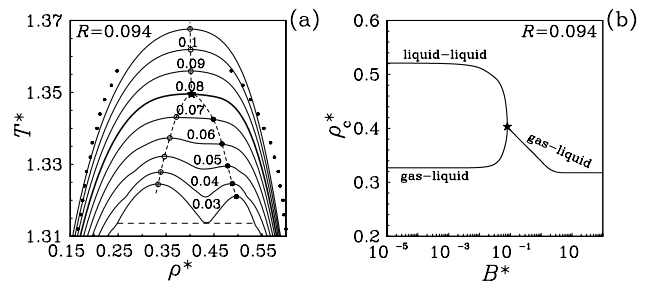 (a)
R=0.094
T*
1.37
1.35
1.33
1.31
0.1
0.09
0.08
0.07
0.06
0.05
0.04
0.03
0.15 0.25 0.35 0.45 0.55
ρ*
(b)
R=0.094
ρc*
0.6
0.5
0.4
0.3
0.2
liquid-liquid
gas-liquid
gas-liquid
10⁻⁵ 10⁻³ 10⁻¹ 10
B*